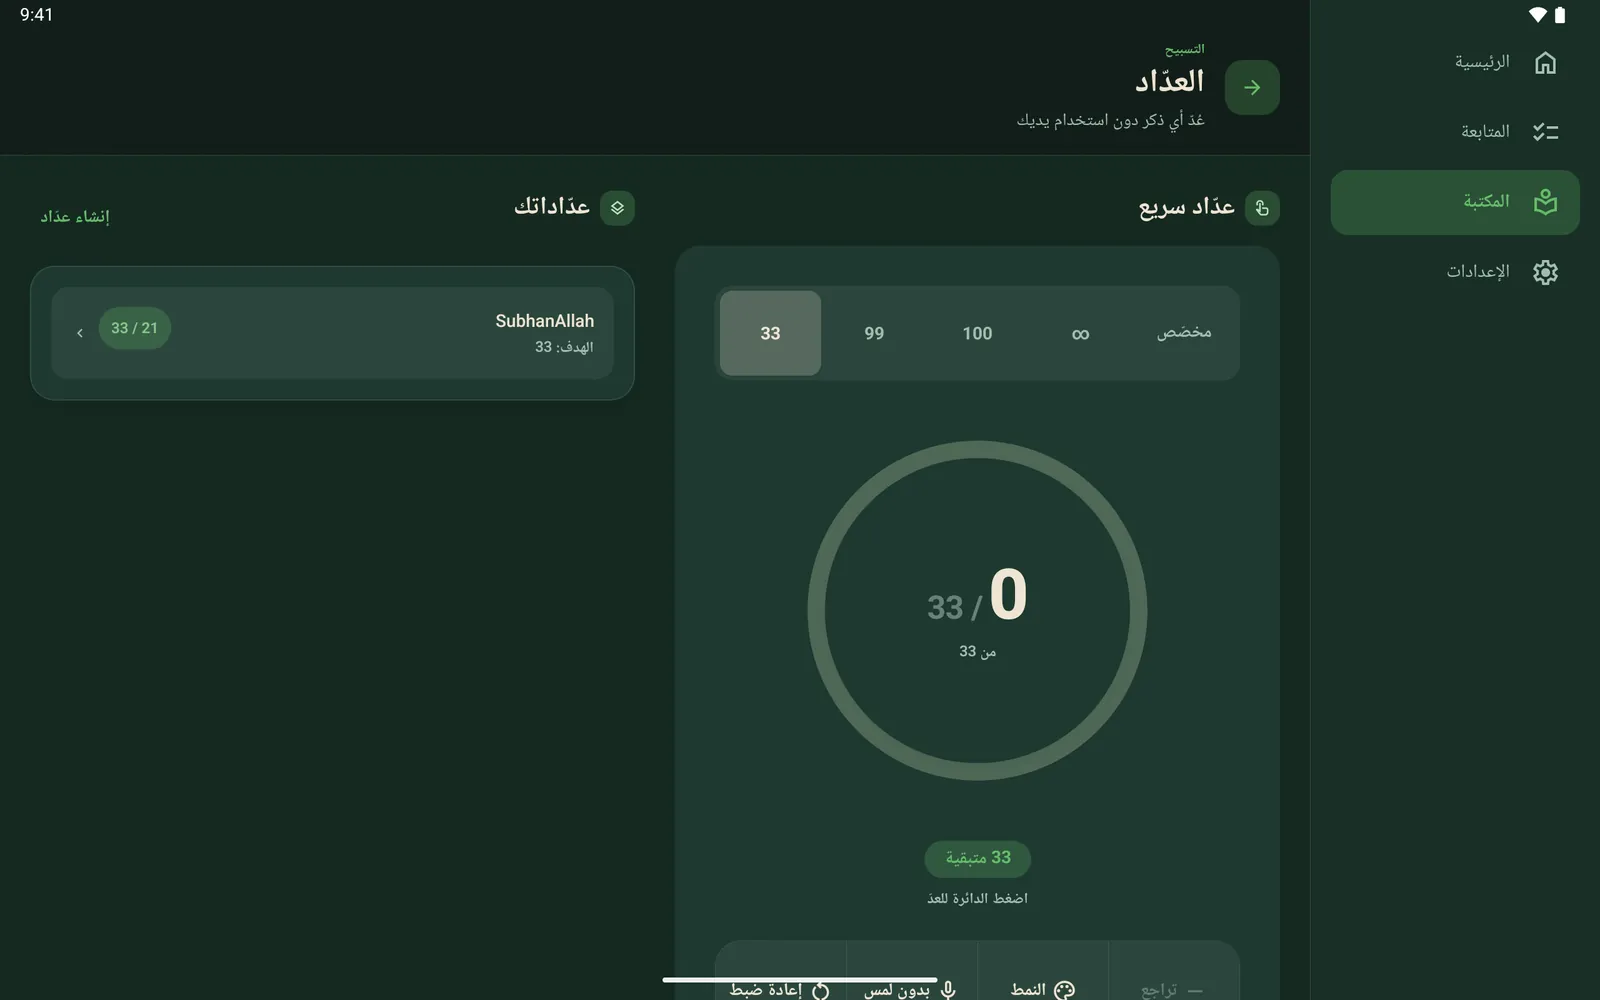 9:41
الرئيسية
المتابعة
المكتبة
الإعدادات
التسبيح
العدّاد
عُدّ أي ذكر دون استخدام يديك
عدّاد سريع
مخصّص
∞
100
99
33
0 / 33
من 33
33 متبقية
اضغط الدائرة للعدّ
تراجع
النمط
بدون لمس
إعادة ضبط
عدّاداتك
إنشاء عدّاد
SubhanAllah
الهدف: 33
21 / 33